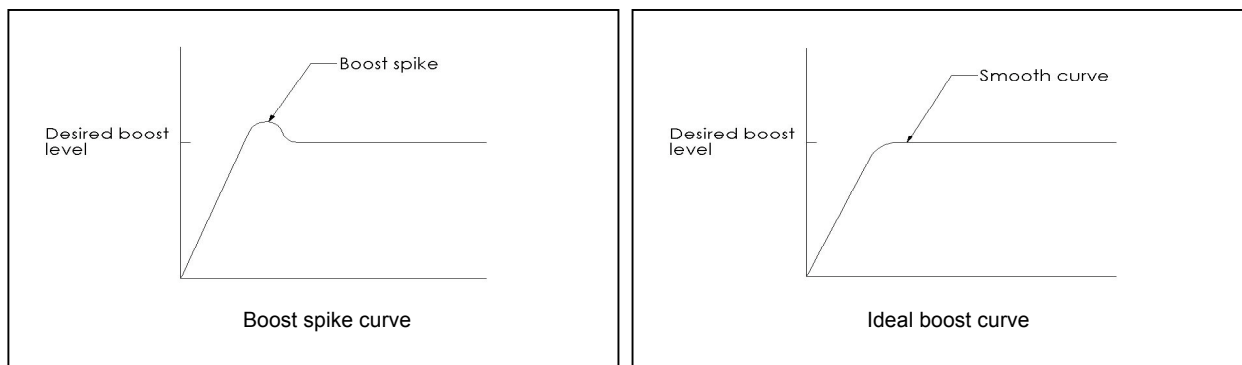 Boost spike
Desired boost
level
Boost spike curve
Smooth curve
Desired boost
level
Ideal boost curve